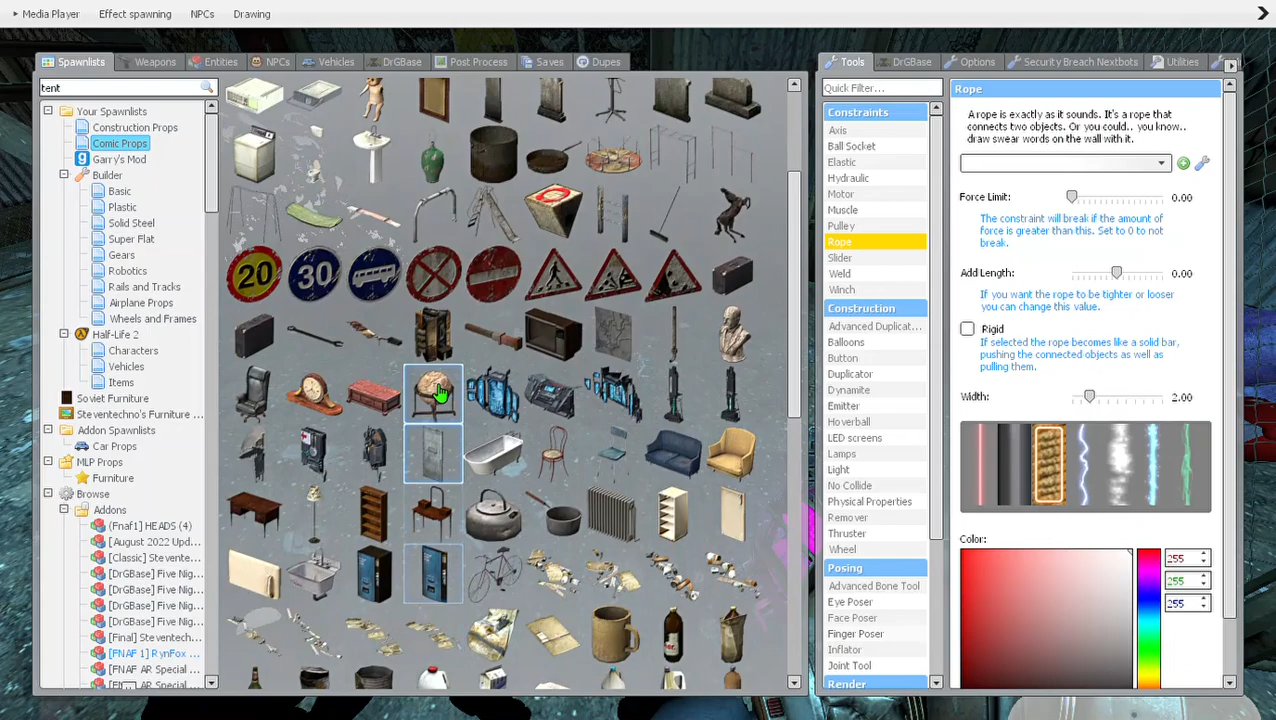 Media Player Effect spawning NPCs Drawing
Spawnlists Weapons Entities NPCs Vehicles DrGBase Post Process Saves Dupes
tent
Your Spawnlists
Construction Props
Comic Props
Garry's Mod
Builder
Basic
Plastic
Solid Steel
Super Flat
Gears
Robotics
Rails and Tracks
Airplane Props
Wheels and Frames
Half-Life 2
Characters
Vehicles
Items
Soviet Furniture
Steventechno's Furniture ...
Addon Spawnlists
Car Props
MLP Props
Furniture
Browse
Addons
(Fnaf1] HEADS (4)
[August 2022 Upd...
[Classic] Stevente...
[DrGBase] Five Nig...
[DrGBase] Five Nig...
[DrGBase] Five Nig...
[DrGBase] Five Nig...
[Final] Steventech...
[FNAF 1] RynFox ...
[FNAF AR Special ...
20 30
Tools DrGBase Options Security Breach Nextbots Utilities
Quick Filter...
Constraints
Axis
Ball Socket
Elastic
Hydraulic
Motor
Muscle
Pulley
Rope
Slider
Weld
Winch
Construction
Advanced Duplicat...
Balloons
Button
Duplicator
Dynamite
Emitter
Hoverball
LED screens
Lamps
Light
No Collide
Physical Properties
Remover
Thruster
Wheel
Posing
Advanced Bone Tool
Eye Poser
Face Poser
Finger Poser
Inflator
Joint Tool
Render
Rope
A rope is exactly as it sounds. It's a rope that
connects two objects. Or you could.. you know..
draw swear words on the wall with it.
Force Limit: 0.00
The constraint will break if the amount of
force is greater than this. Set to 0 to not
break.
Add Length: 0.00
If you want the rope to be tighter or looser
you can change this value.
Rigid
If selected the rope becomes like a solid bar,
pushing the connected objects as well as
pulling them.
Width: 2.00
Color:
255
255
255